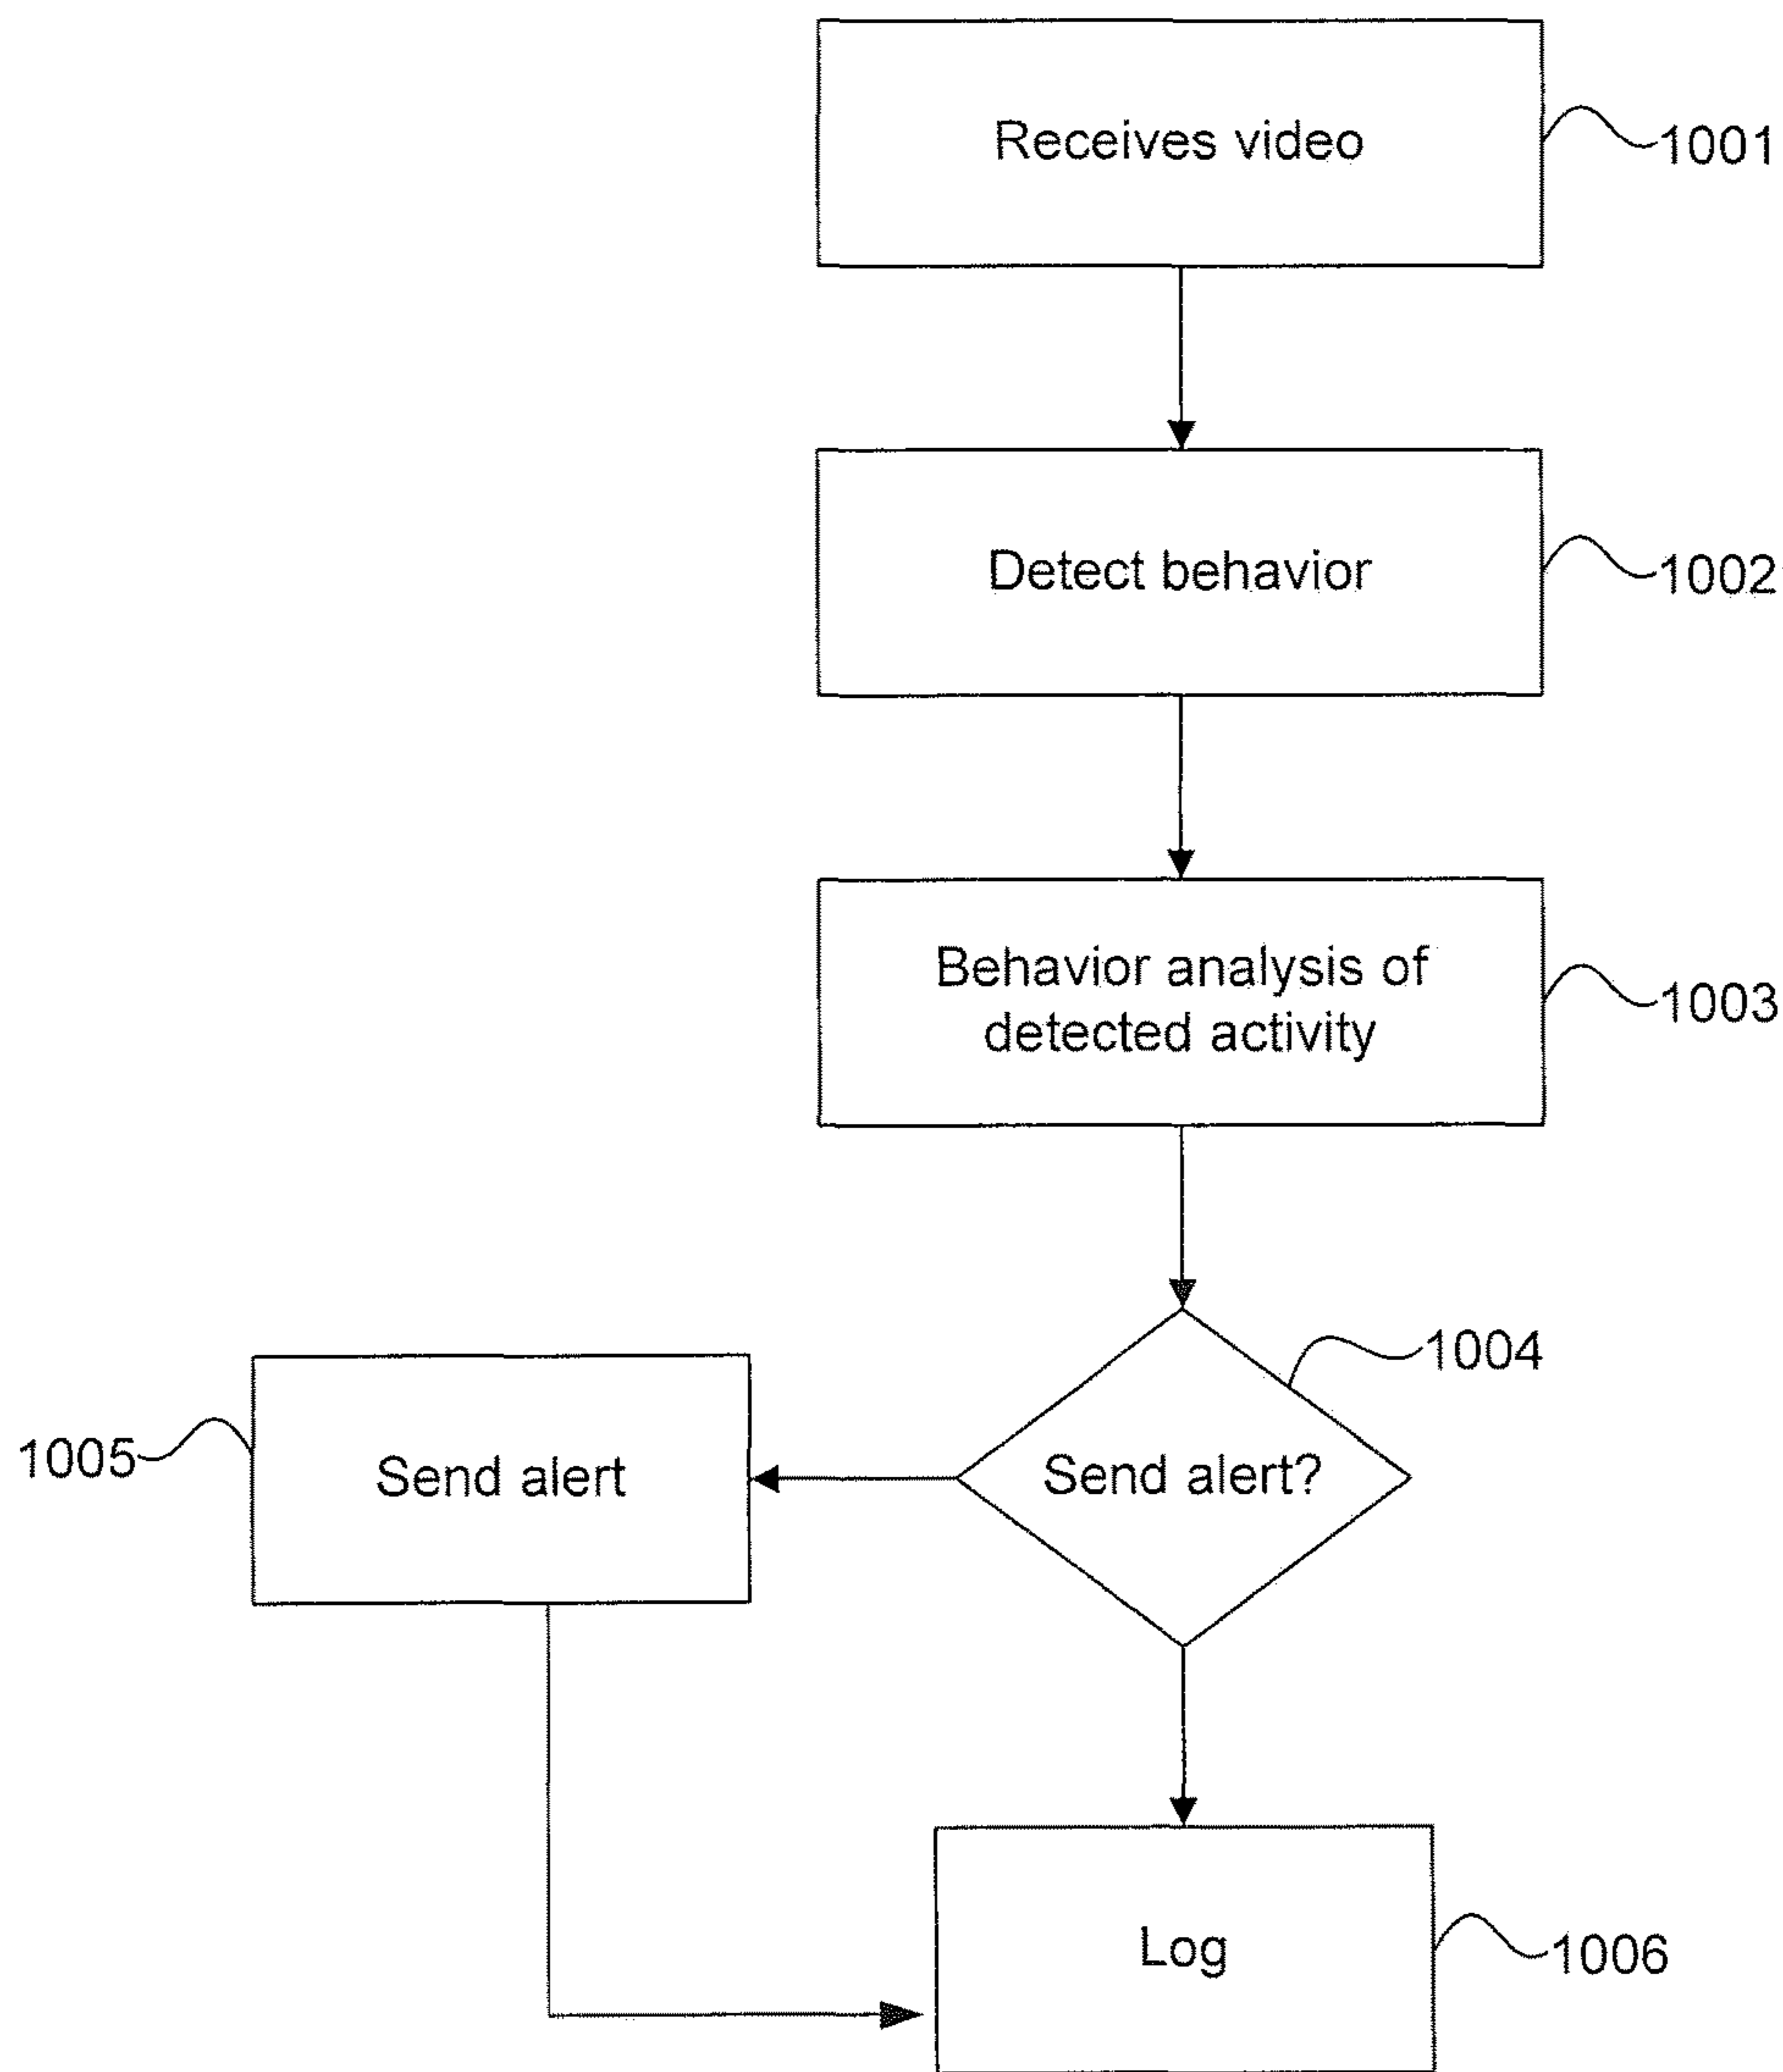 Receives video
1001
Detect behavior
1002
Behavior analysis of
detected activity
1003
1004
Send alert?
1005
Send alert
Log
1006